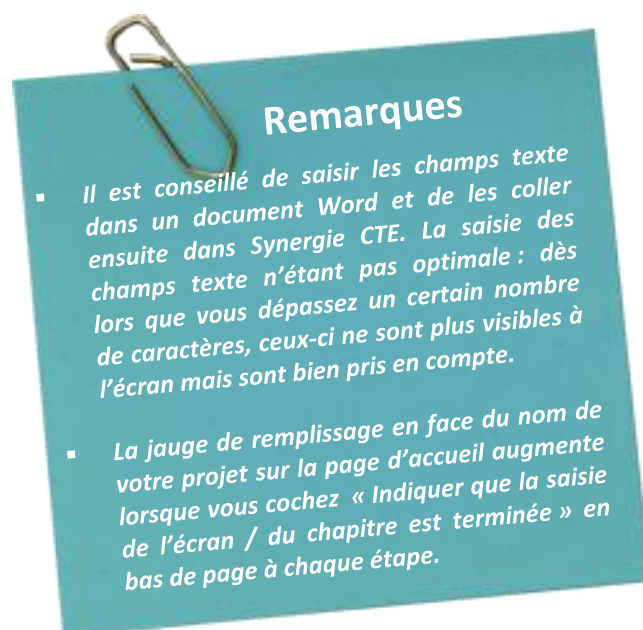 Remarques
▪ Il est conseillé de saisir les champs texte
dans un document Word et de les coller
ensuite dans Synergie CTE. La saisie des
champs texte n’étant pas optimale : dès
lors que vous dépassez un certain nombre
de caractères, ceux-ci ne sont plus visibles à
l’écran mais sont bien pris en compte.
▪ La jauge de remplissage en face du nom de
votre projet sur la page d’accueil augmente
lorsque vous cochez « Indiquer que la saisie
de l’écran / du chapitre est terminée » en
bas de page à chaque étape.